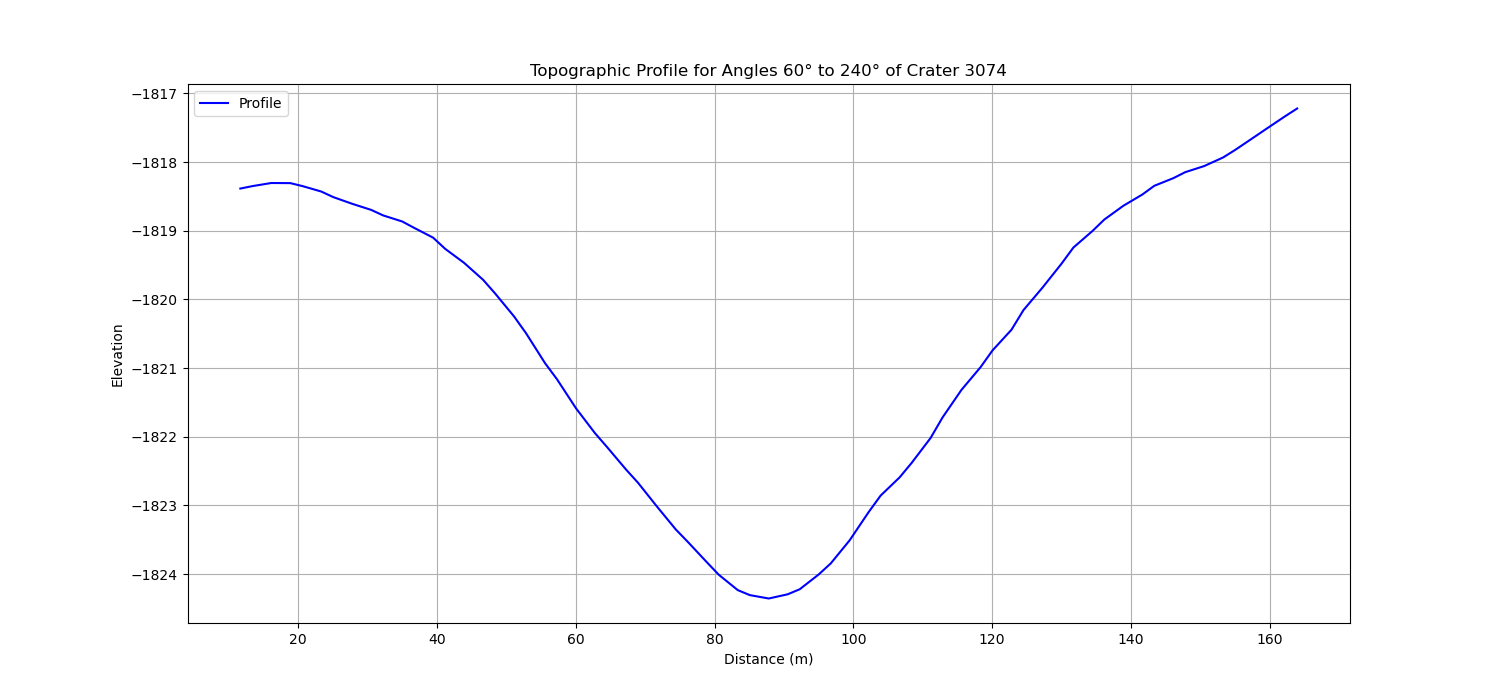 Topographic Profile for Angles 60° to 240° of Crater 3074
Profile
−1817
−1818
−1819
−1820
−1821
−1822
−1823
−1824
Elevation
20 40 60 80 100 120 140 160
Distance (m)